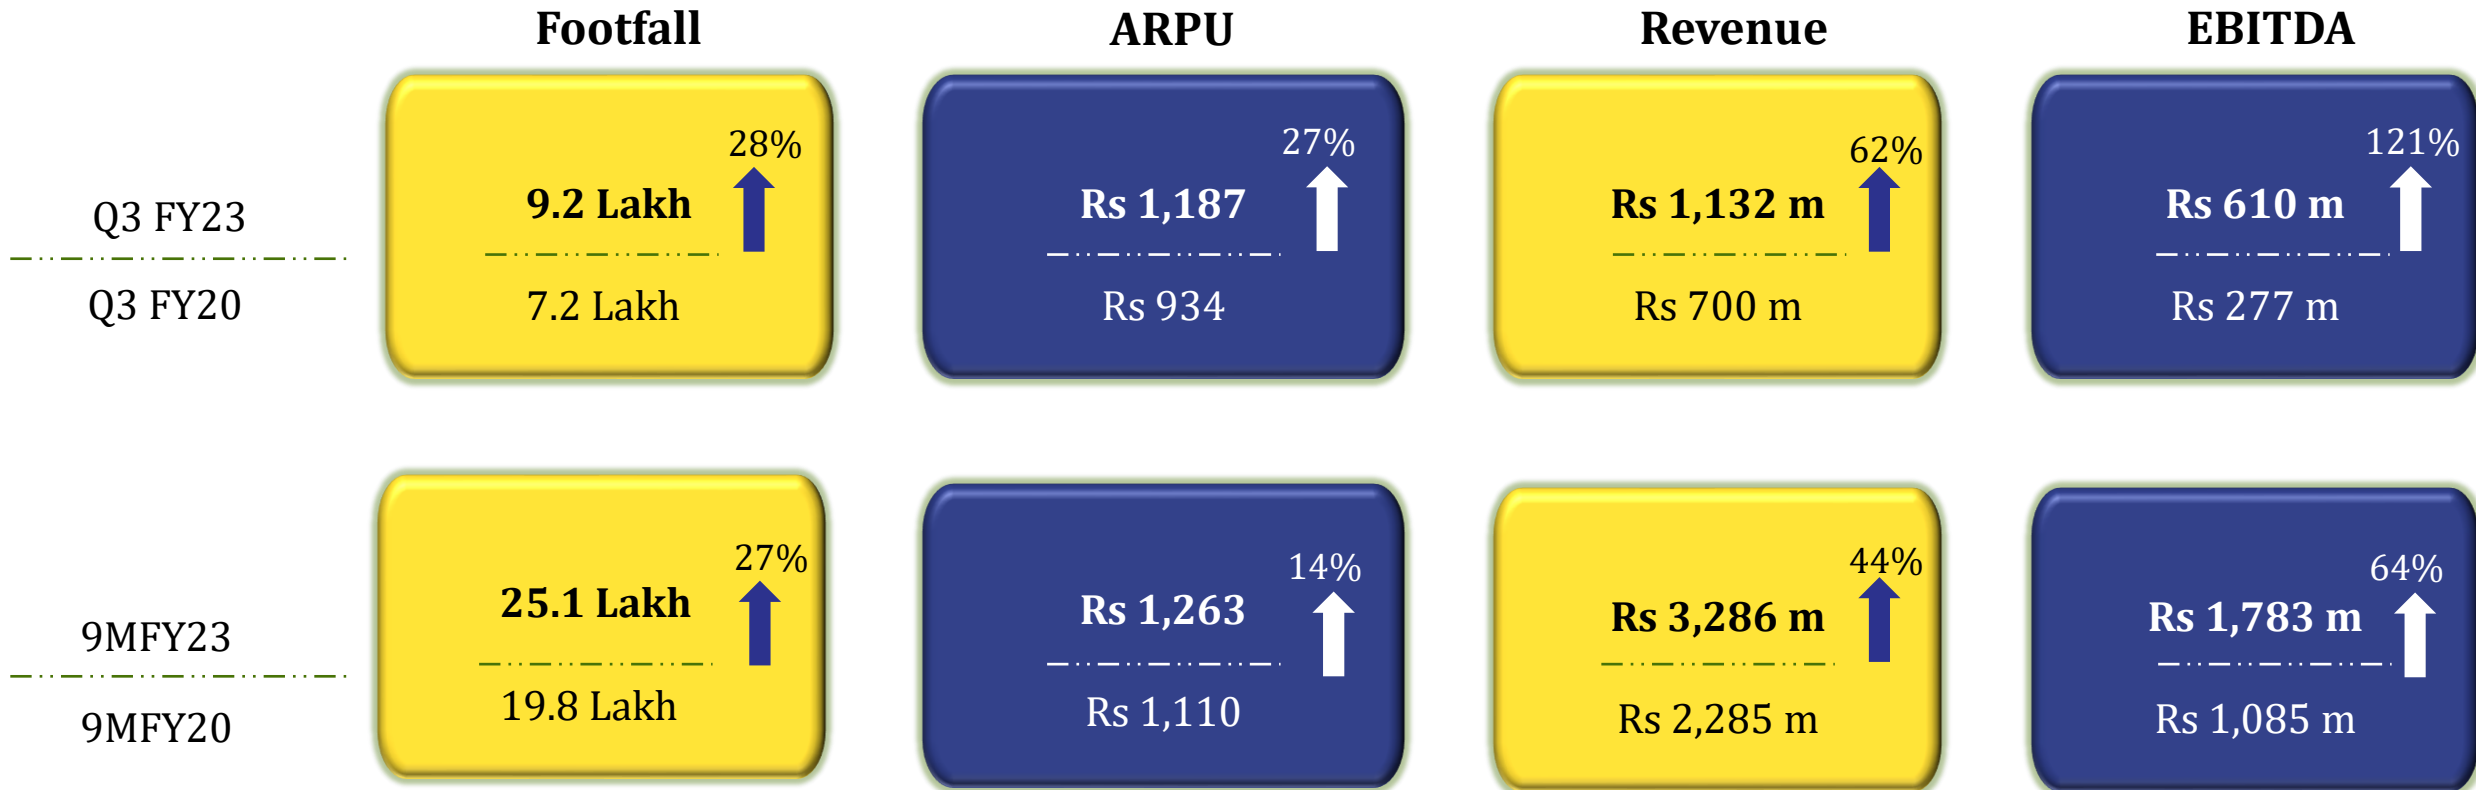 Footfall
ARPU
Revenue
EBITDA
Q3 FY23
Q3 FY20
28%
9.2 Lakh
7.2 Lakh
27%
Rs 1,187
Rs 934
62%
Rs 1,132 m
Rs 700 m
121%
Rs 610 m
Rs 277 m
9MFY23
9MFY20
27%
25.1 Lakh
19.8 Lakh
14%
Rs 1,263
Rs 1,110
44%
Rs 3,286 m
Rs 2,285 m
64%
Rs 1,783 m
Rs 1,085 m